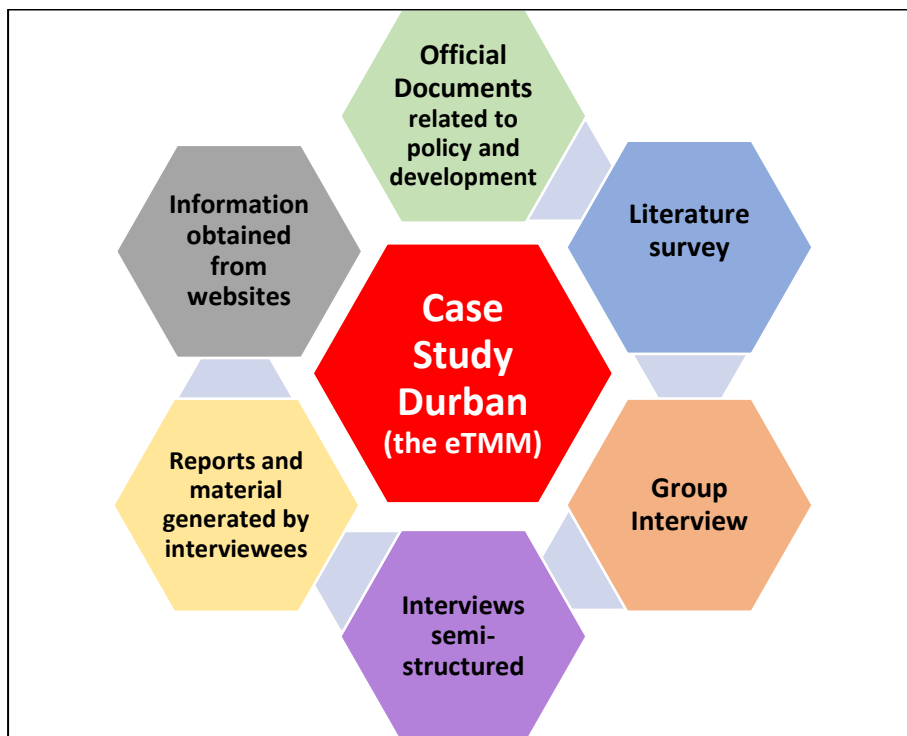 Official
Documents
related to
policy and
development
Literature
survey
Group
Interview
Interviews
semi-
structured
Reports and
material
generated by
interviewees
Information
obtained
from
websites
Case
Study
Durban
(the eTMM)